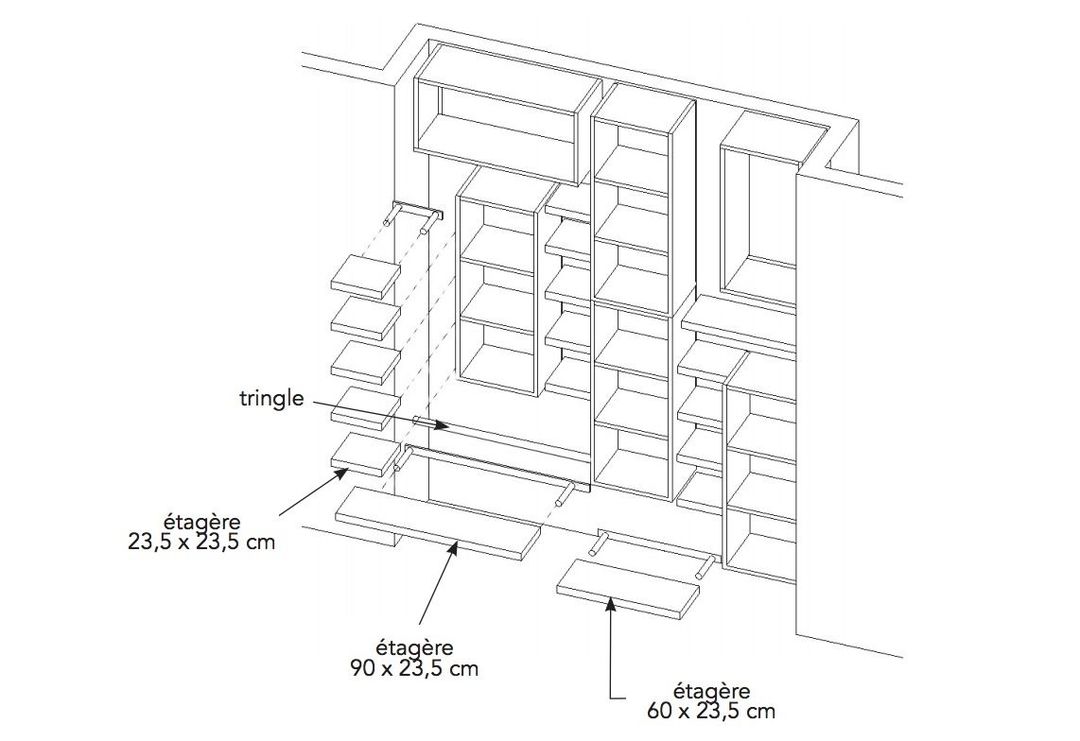 tringle
étagère
23,5 x 23,5 cm
étagère
90 x 23,5 cm
étagère
60 x 23,5 cm